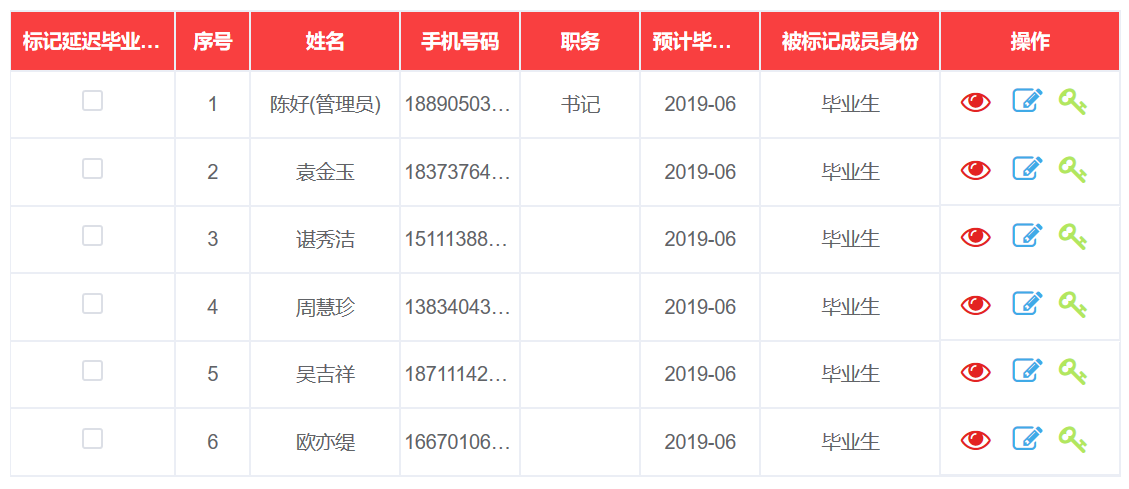 标记延迟毕业... 序号 姓名 手机号码 职务 预计毕... 被标记成员身份 操作
1 陈好(管理员) 18890503... 书记 2019-06 毕业生
2 袁金玉 18373764... 2019-06 毕业生
3 谌秀洁 15111388... 2019-06 毕业生
4 周慧珍 13834043... 2019-06 毕业生
5 吴吉祥 18711142... 2019-06 毕业生
6 欧亦缇 16670106... 2019-06 毕业生